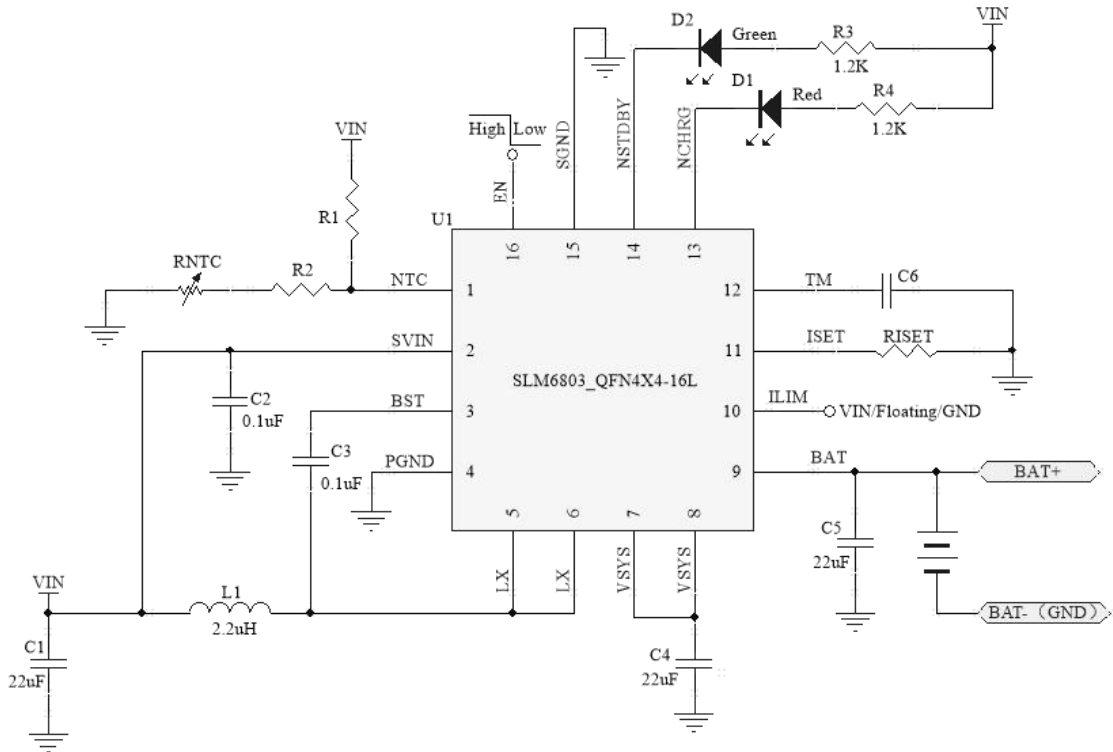 VIN
D2
Green
R3
1.2K
D1
Red
R4
1.2K
High
Low
SGND
NSTDBY
NCHRG
EN
VIN
R1
U1
16
15
14
13
RNTC
R2
NTC
1
12
TM
C6
SVIN
2
11
ISET
RISET
SLM6803_QFN4X4-16L
C2
0.1uF
BST
3
10
ILIM
VIN/Floating/GND
C3
0.1uF
PGND
4
9
BAT
BAT+
5
6
7
8
C5
22uF
LX
LX
VSYS
VSYS
VIN
L1
2.2uH
BAT-（GND）
C1
22uF
C4
22uF